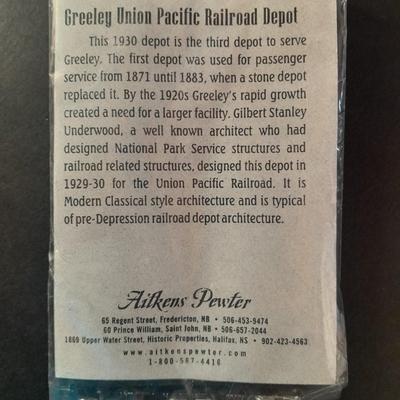 Greeley Union Pacific Railroad Depot
This 1930 depot is the third depot to serve
Greeley. The first depot was used for passenger
service from 1871 until 1883, when a stone depot
replaced it. By the 1920s Greeley's rapid growth
created a need for a larger facility. Gilbert Stanley
Underwood, a well known architect who had
designed National Park Service structures and
railroad related structures, designed this depot in
1929-30 for the Union Pacific Railroad. It is
Modern Classical style architecture and is typical
of pre-Depression railroad depot architecture.
Aitkens Pewter
65 Regent Street, Fredericton, NB • 506-453-9474
60 Prince William, Saint John, NB • 506-657-2044
1869 Upper Water Street, Historic Properties, Halifax, NS • 902-423-4563
www.aitkenspewter.com
1-800-567-4416